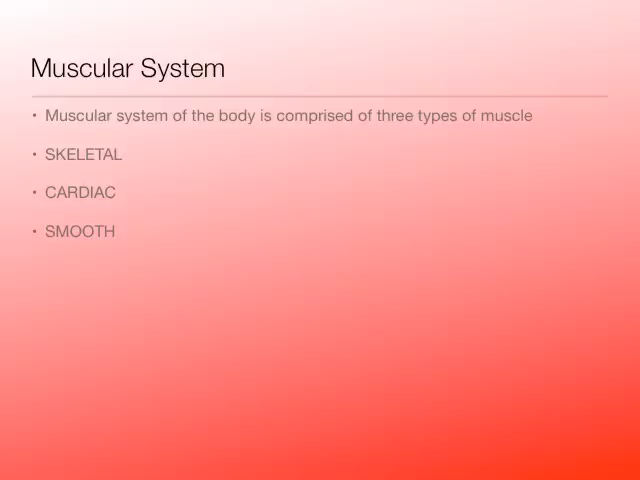 Muscular System
• Muscular system of the body is comprised of three types of muscle
• SKELETAL
• CARDIAC
• SMOOTH